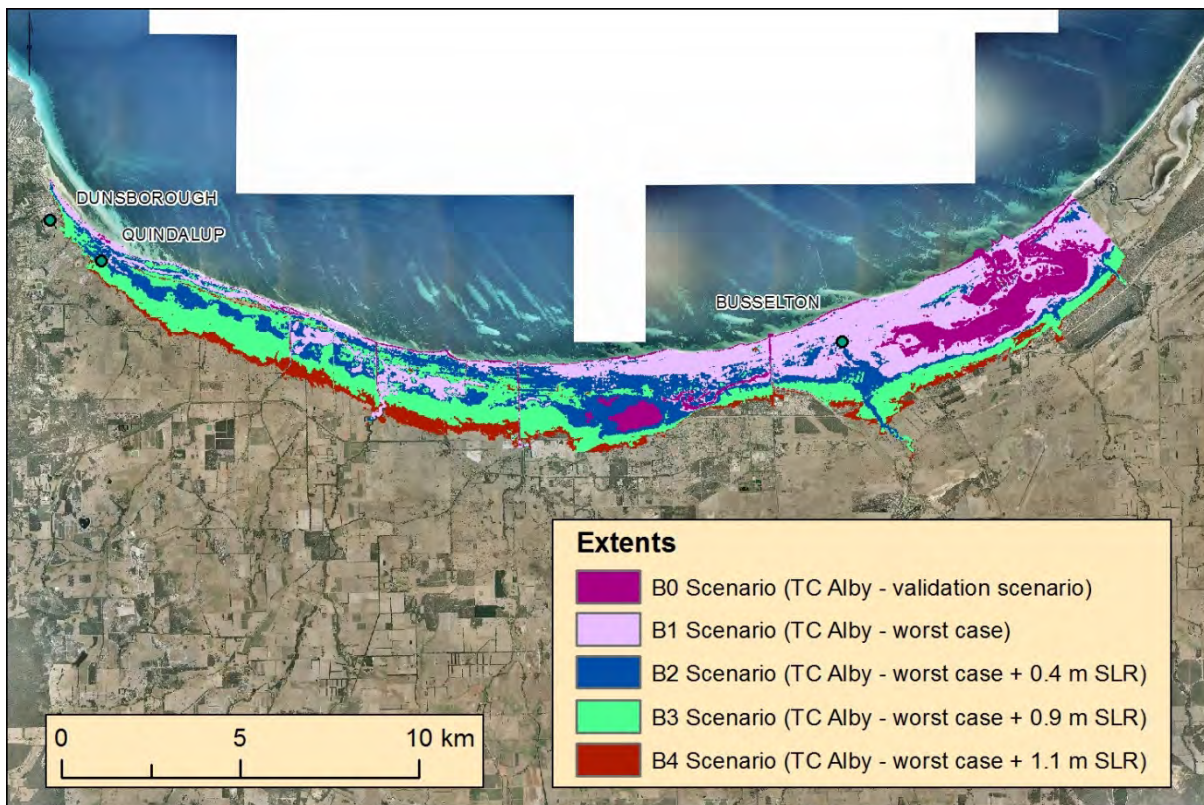 DUNSBOROUGH
QUINDALUP
BUSSELTON
Extents
B0 Scenario (TC Alby - validation scenario)
B1 Scenario (TC Alby - worst case)
B2 Scenario (TC Alby - worst case + 0.4 m SLR)
B3 Scenario (TC Alby - worst case + 0.9 m SLR)
B4 Scenario (TC Alby - worst case + 1.1 m SLR)
0 5 10 km